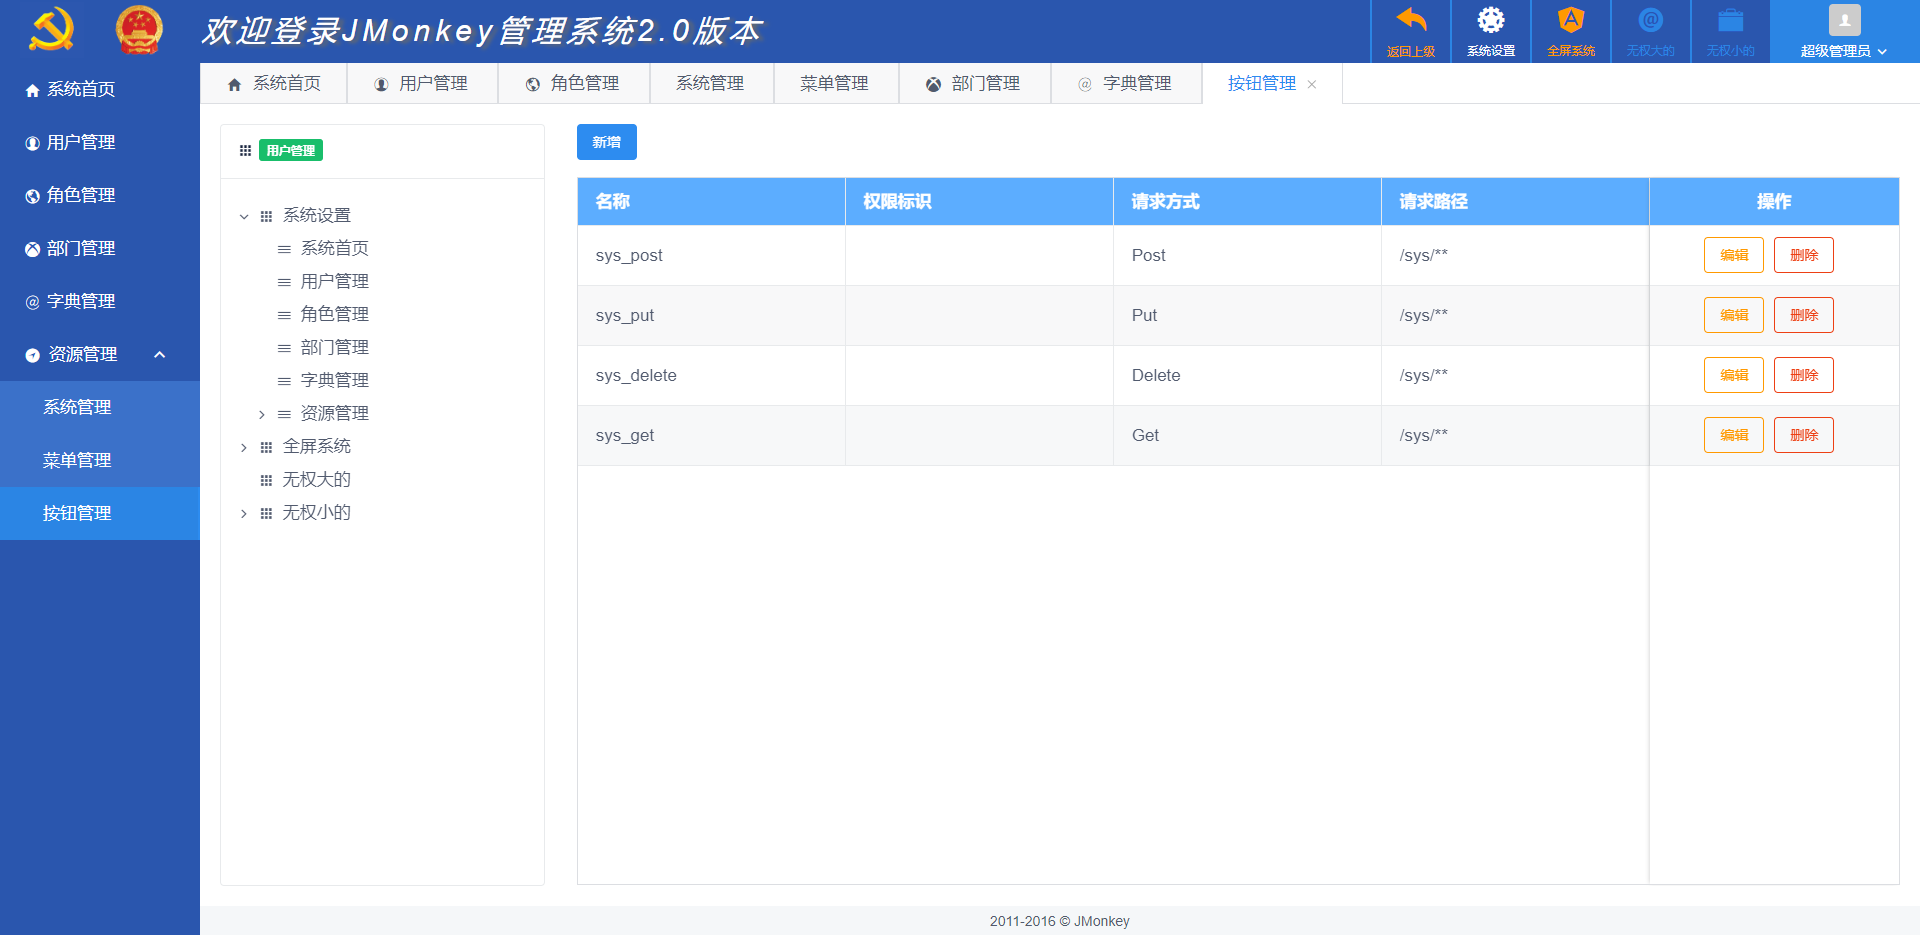 欢迎登录JMonkey管理系统2.0版本
返回上级
系统设置
全屏系统
无权大的
无权小的
超级管理员
系统首页
用户管理
角色管理
部门管理
字典管理
资源管理
系统管理
菜单管理
按钮管理
系统首页 用户管理 角色管理 系统管理 菜单管理 部门管理 字典管理 按钮管理
用户管理
系统设置
系统首页
用户管理
角色管理
部门管理
字典管理
资源管理
全屏系统
无权大的
无权小的
新增
名称 权限标识 请求方式 请求路径 操作
sys_post Post /sys/** 编辑 删除
sys_put Put /sys/** 编辑 删除
sys_delete Delete /sys/** 编辑 删除
sys_get Get /sys/** 编辑 删除
2011-2016 © JMonkey